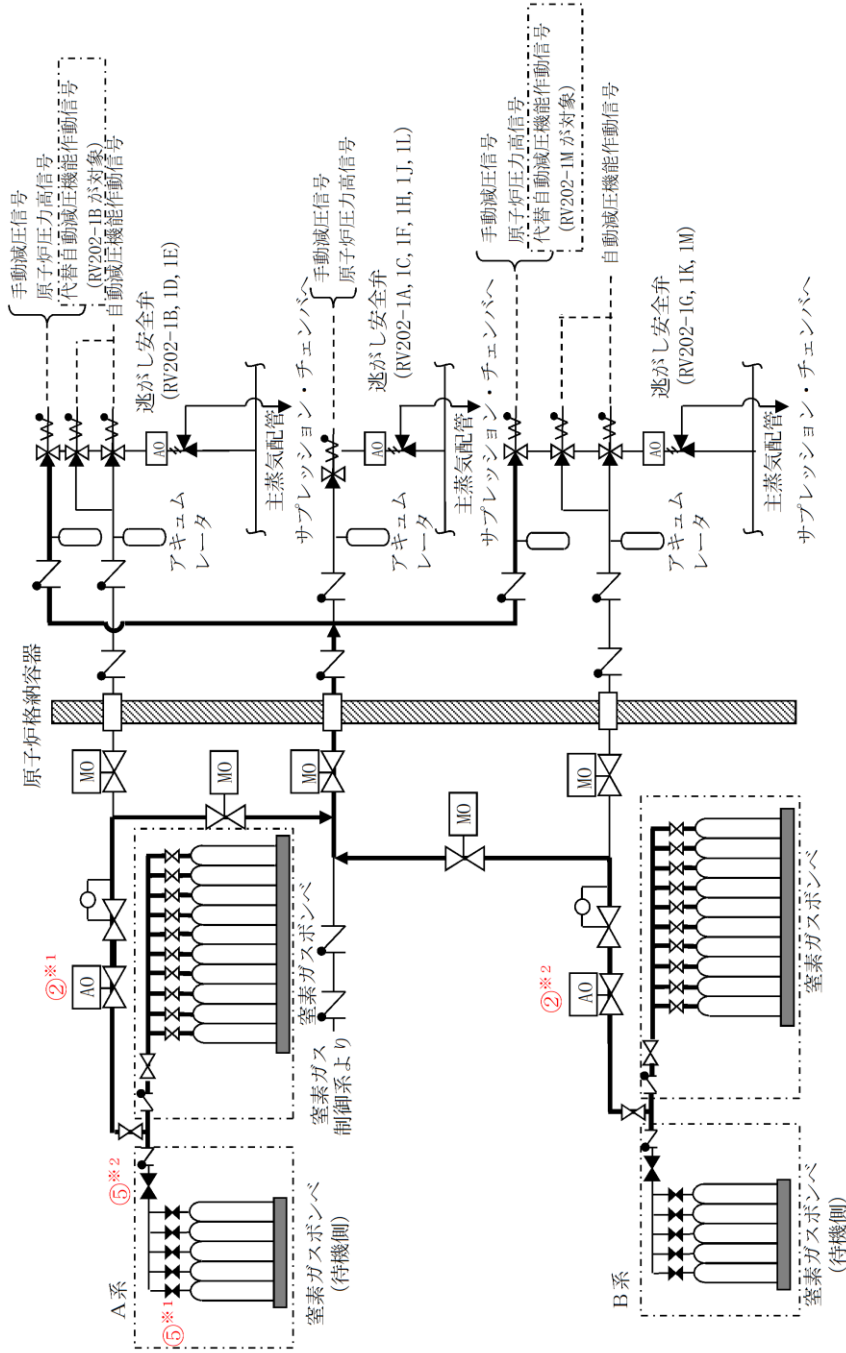 手動減圧信号
原子炉圧力高信号
代替自動減圧機能作動信号
(RV202-1B が対象)
自動減圧機能作動信号
逃がし安全弁
(RV202-1B, 1D, 1E)
AO
主蒸気配管
サプレッション・チェンバへ
アキュム
レータ
手動減圧信号
原子炉圧力高信号
逃がし安全弁
(RV202-1A, 1C, 1F, 1H, 1J, 1L)
AO
主蒸気配管
サプレッション・チェンバへ
手動減圧信号
原子炉圧力高信号
代替自動減圧機能作動信号
(RV202-1M が対象)
自動減圧機能作動信号
逃がし安全弁
(RV202-1G, 1K, 1M)
AO
主蒸気配管
サプレッション・チェンバへ
アキュム
レータ
原子炉格納容器
MO
MO
MO
MO
MO
②※1
AO
窒素ガスボンベ
窒素ガス
制御系より
②※2
AO
窒素ガスボンベ
A系
⑤※2
⑤※1
窒素ガスボンベ
(待機側)
B系
窒素ガスボンベ
(待機側)